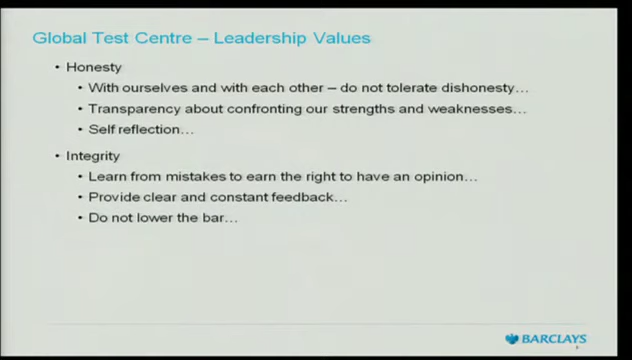 Global Test Centre – Leadership Values
• Honesty
• With ourselves and with each other – do not tolerate dishonesty…
• Transparency about confronting our strengths and weaknesses…
• Self reflection…
• Integrity
• Learn from mistakes to earn the right to have an opinion…
• Provide clear and constant feedback…
• Do not lower the bar…
BARCLAYS